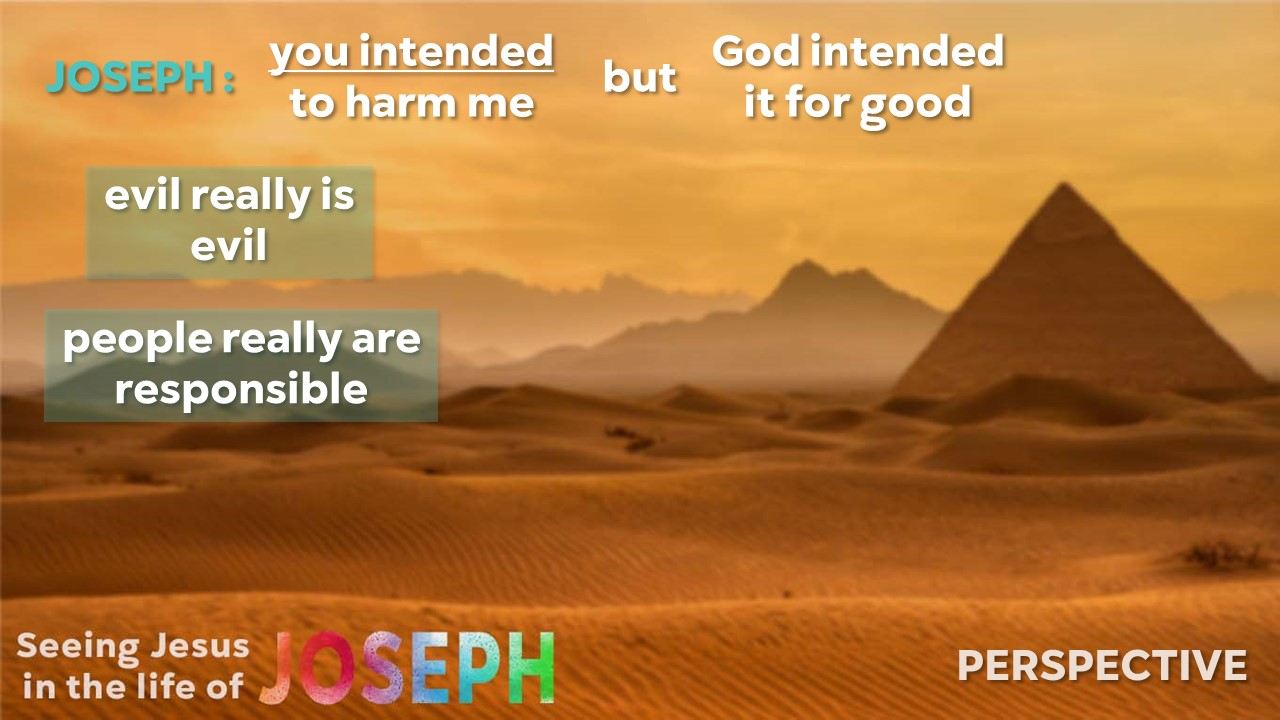 JOSEPH :
you intended
to harm me
but
God intended
it for good
evil really is
evil
people really are
responsible
Seeing Jesus
in the life of
JOSEPH
PERSPECTIVE